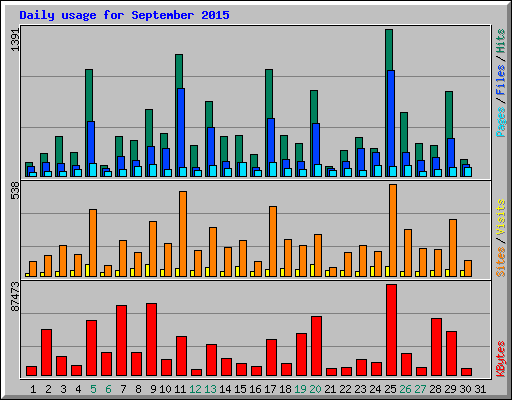 Daily usage for September 2015
1391
Pages / Files / Hits
538
Sites / Visits
87473
KBytes
1 2 3 4 5 6 7 8 9 10 11 12 13 14 15 16 17 18 19 20 21 22 23 24 25 26 27 28 29 30 31